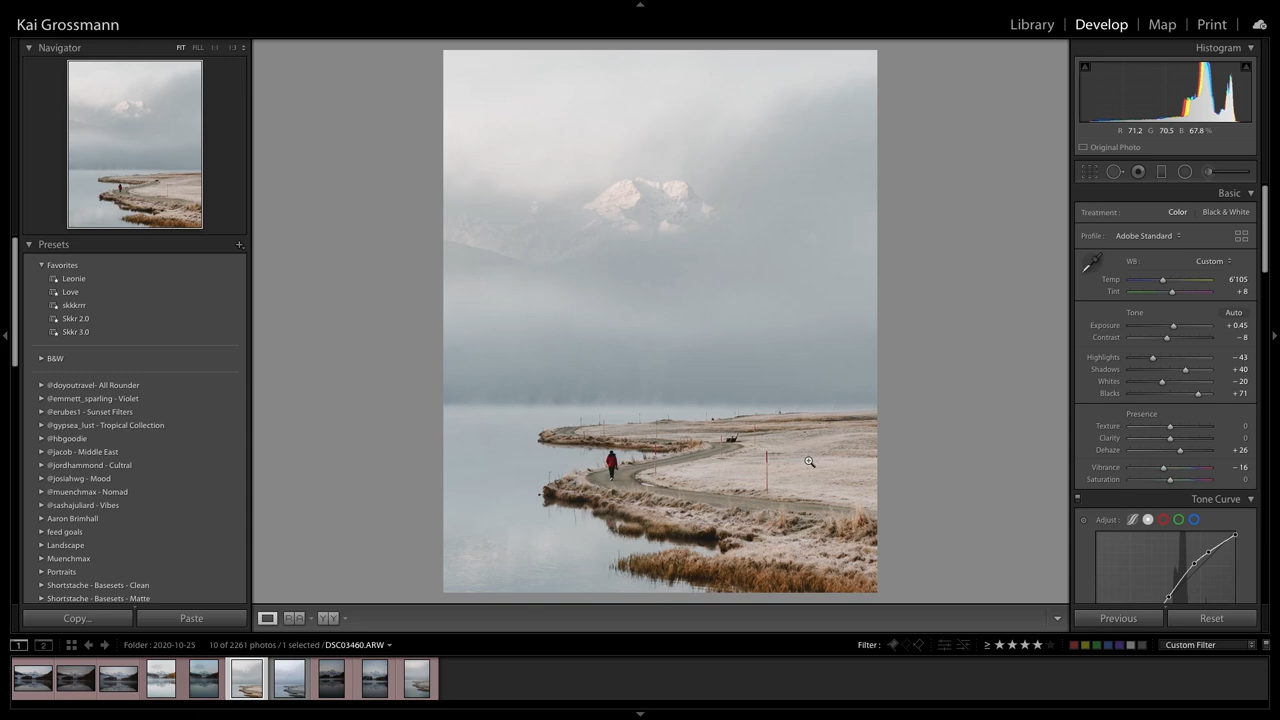 Kai Grossmann
Library Develop Map Print
Navigator FIT FILL 1:1 1:3
Histogram
R 71.2 G 70.5 B 67.8 %
Original Photo
Basic
Treatment : Color Black & White
Profile : Adobe Standard
WB : Custom
Temp 6'105
Tint + 8
Tone Auto
Exposure + 0.45
Contrast − 8
Highlights − 43
Shadows + 40
Whites − 20
Blacks + 71
Presence
Texture 0
Clarity 0
Dehaze + 26
Vibrance − 16
Saturation 0
Tone Curve
Adjust :
Previous Reset
Presets
Favorites
Leonie
Love
skkkrrr
Skkr 2.0
Skkr 3.0
B&W
@doyoutravel- All Rounder
@emmett_sparling - Violet
@erubes1 - Sunset Filters
@gypsea_lust - Tropical Collection
@hbgoodie
@jacob - Middle East
@jordhammond - Cultral
@josiahwg - Mood
@muenchmax - Nomad
@sashajuliard - Vibes
Aaron Brimhall
feed goals
Landscape
Muenchmax
Portraits
Shortstache - Basesets - Clean
Shortstache - Basesets - Matte
Copy... Paste
R A Y Y
1 2 Folder : 2020-10-25 10 of 2261 photos / 1 selected / DSC03460.ARW Filter : ≥ ★★★★★ Custom Filter